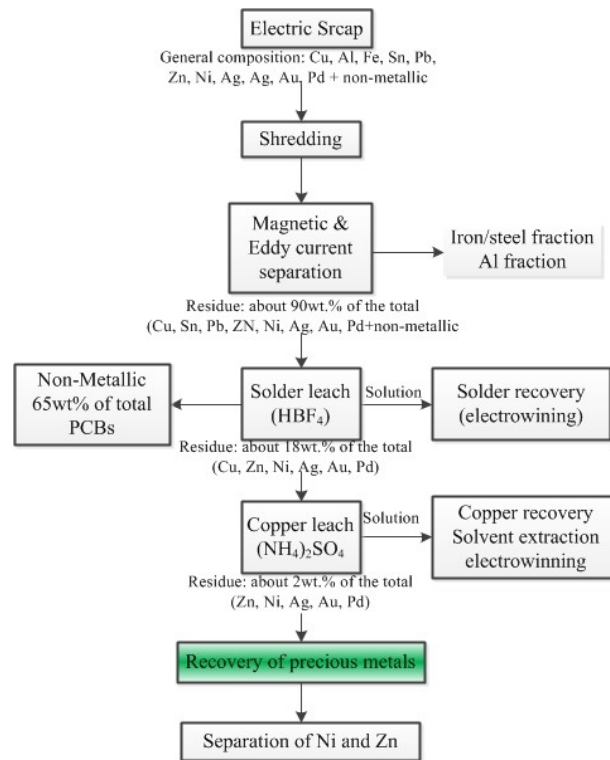 Electric Srcap
General composition: Cu, Al, Fe, Sn, Pb,
Zn, Ni, Ag, Ag, Au, Pd + non-metallic
Shredding
Magnetic &
Eddy current
separation
Iron/steel fraction
Al fraction
Residue: about 90wt.% of the total
(Cu, Sn, Pb, ZN, Ni, Ag, Au, Pd+non-metallic
Non-Metallic
65wt% of total
PCBs
Solder leach
(HBF₄)
Solution
Solder recovery
(electrowining)
Residue: about 18wt.% of the total
(Cu, Zn, Ni, Ag, Au, Pd)
Copper leach
(NH₄)₂SO₄
Solution
Copper recovery
Solvent extraction
electrowinning
Residue: about 2wt.% of the total
(Zn, Ni, Ag, Au, Pd)
Recovery of precious metals
Separation of Ni and Zn